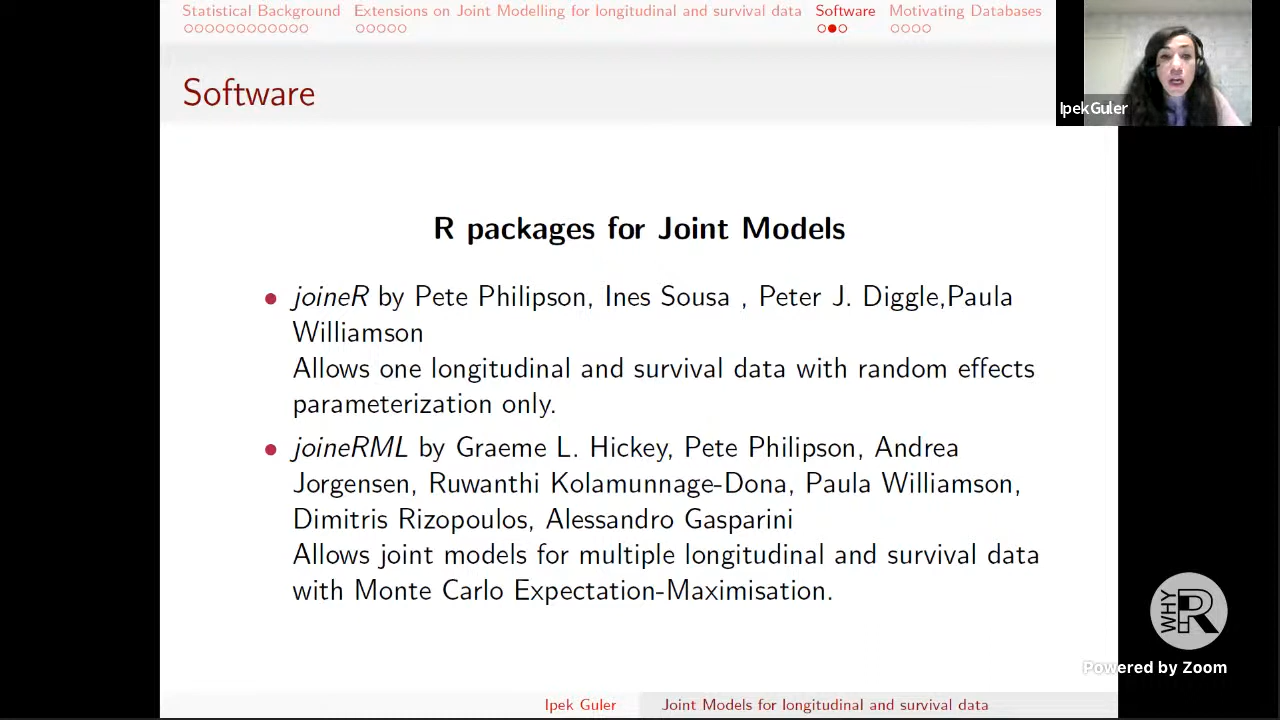 Statistical Background Extensions on Joint Modelling for longitudinal and survival data Software Motivating Databases
Software
IpekGuler
R packages for Joint Models
joineR by Pete Philipson, Ines Sousa , Peter J. Diggle,Paula
Williamson
Allows one longitudinal and survival data with random effects
parameterization only.
joineRML by Graeme L. Hickey, Pete Philipson, Andrea
Jorgensen, Ruwanthi Kolamunnage-Dona, Paula Williamson,
Dimitris Rizopoulos, Alessandro Gasparini
Allows joint models for multiple longitudinal and survival data
with Monte Carlo Expectation-Maximisation.
WHY R
Powered by Zoom
Ipek Guler Joint Models for longitudinal and survival data